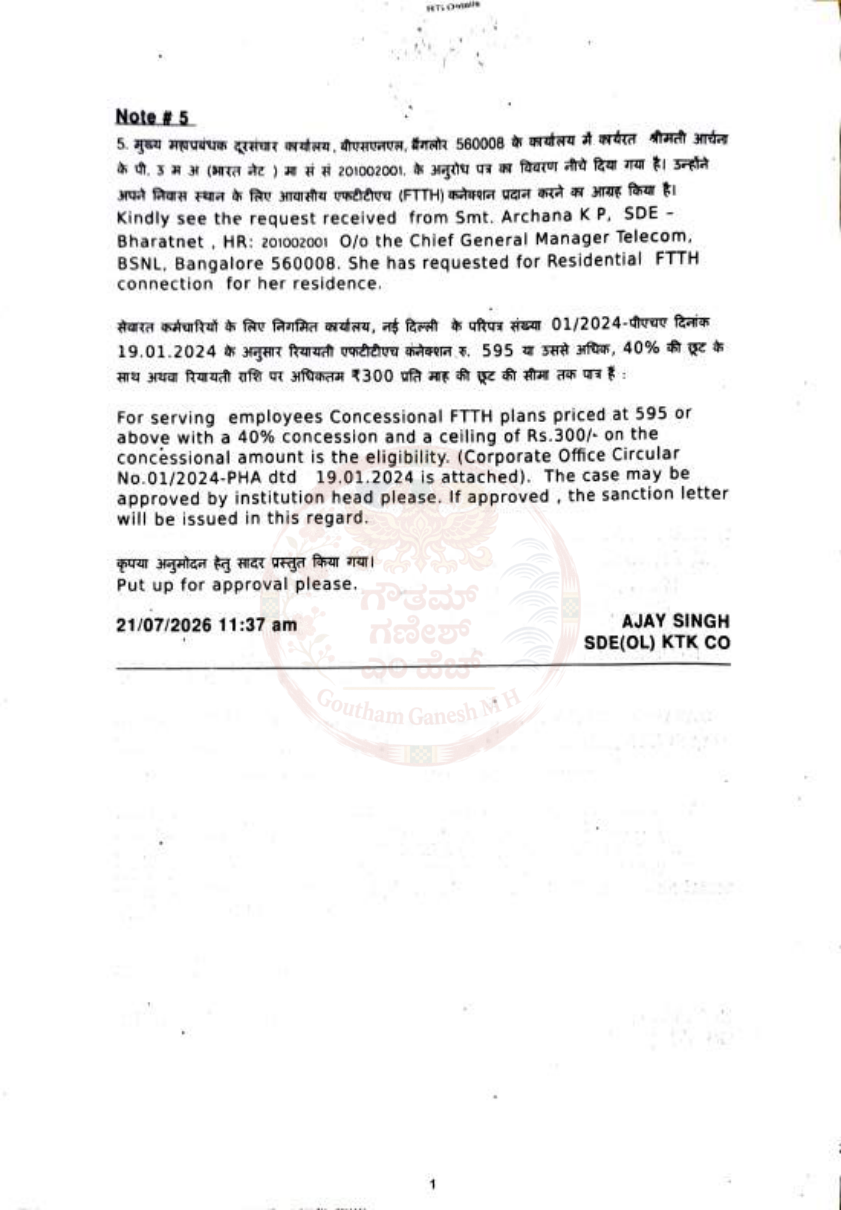 Note # 5
5. मुख्य महाप्रबंधक दूरसंचार कार्यालय, बीएसएनएल, बैंगलोर 560008 के कार्यालय में कार्यरत श्रीमती आर्चना
के पी, उ म अ (भारत नेट ) मा सं सं 201002001, के अनुरोध पत्र का विवरण नीचे दिया गया है। उन्होंने
अपने निवास स्थान के लिए आवासीय एफटीटीएच (FTTH) कनेक्शन प्रदान करने का आग्रह किया है।
Kindly see the request received from Smt. Archana K P, SDE –
Bharatnet , HR: 201002001 O/o the Chief General Manager Telecom,
BSNL, Bangalore 560008. She has requested for Residential FTTH
connection for her residence.
सेवारत कर्मचारियों के लिए निगमित कार्यालय, नई दिल्ली के परिपत्र संख्या 01/2024-पीएचए दिनांक
19.01.2024 के अनुसार रियायती एफटीटीएच कनेक्शन रु. 595 या उससे अधिक, 40% की छूट के
साथ अथवा रियायती राशि पर अधिकतम ₹300 प्रति माह की छूट की सीमा तक पात्र हैं :
For serving employees Concessional FTTH plans priced at 595 or
above with a 40% concession and a ceiling of Rs.300/- on the
concessional amount is the eligibility. (Corporate Office Circular
No.01/2024-PHA dtd 19.01.2024 is attached). The case may be
approved by institution head please. If approved , the sanction letter
will be issued in this regard.
कृपया अनुमोदन हेतु सादर प्रस्तुत किया गया।
Put up for approval please.
ಗೌತಮ್
ಗಣೇಶ್
ಎಂ ಹೆಚ್
Goutham Ganesh M H
21/07/2026 11:37 am
AJAY SINGH
SDE(OL) KTK CO
1